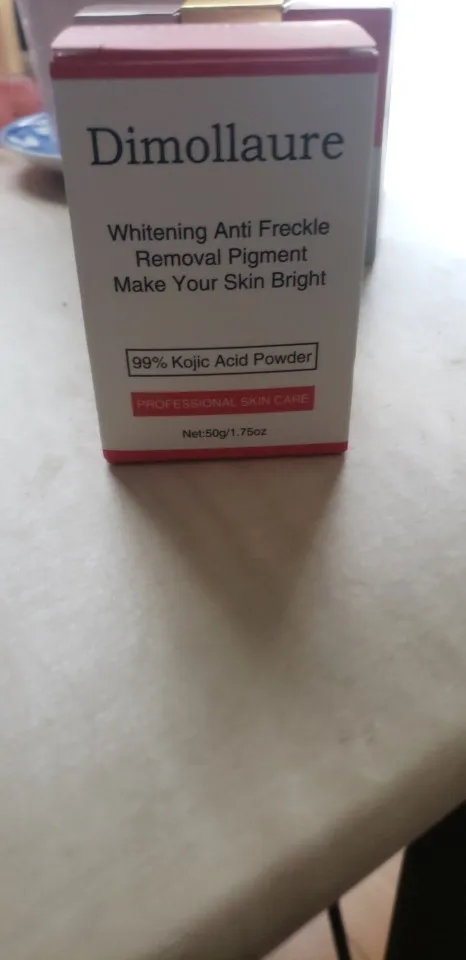 Dimollaure
Whitening Anti Freckle
Removal Pigment
Make Your Skin Bright
99% Kojic Acid Powder
PROFESSIONAL SKIN CARE
Net:50g/1.75oz